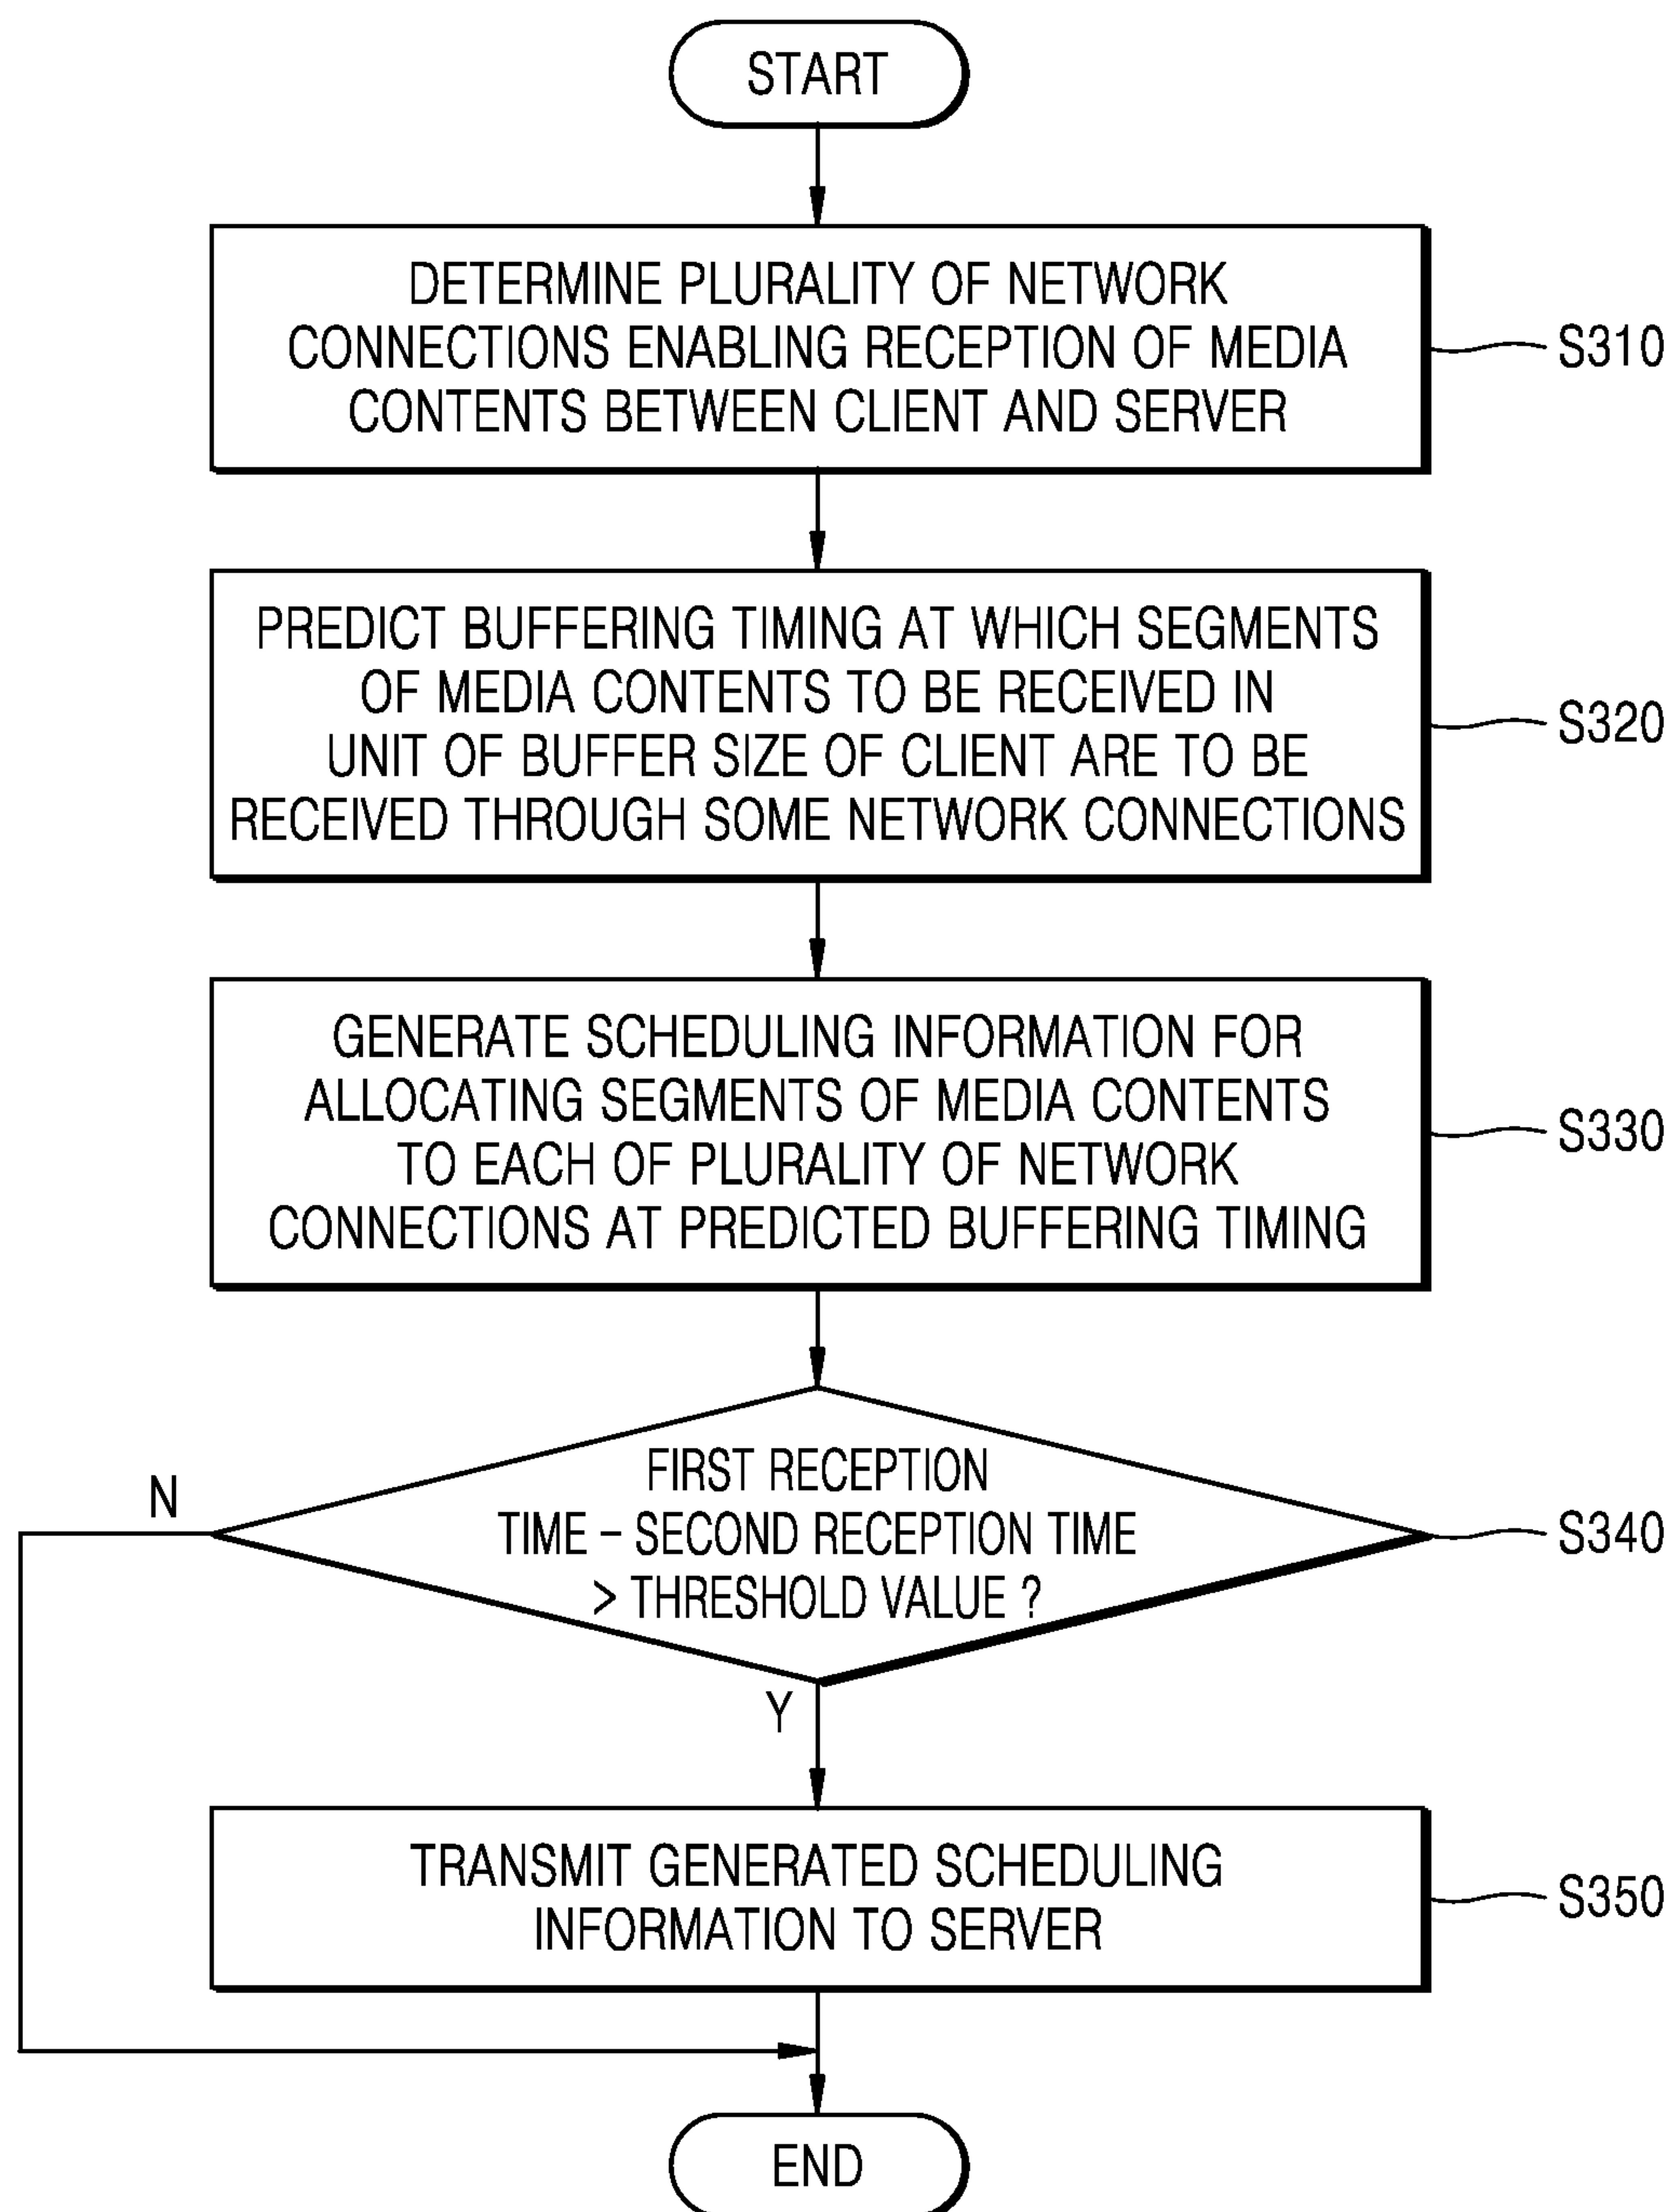 START
DETERMINE PLURALITY OF NETWORK
CONNECTIONS ENABLING RECEPTION OF MEDIA
CONTENTS BETWEEN CLIENT AND SERVER
S310
PREDICT BUFFERING TIMING AT WHICH SEGMENTS
OF MEDIA CONTENTS TO BE RECEIVED IN
UNIT OF BUFFER SIZE OF CLIENT ARE TO BE
RECEIVED THROUGH SOME NETWORK CONNECTIONS
S320
GENERATE SCHEDULING INFORMATION FOR
ALLOCATING SEGMENTS OF MEDIA CONTENTS
TO EACH OF PLURALITY OF NETWORK
CONNECTIONS AT PREDICTED BUFFERING TIMING
S330
FIRST RECEPTION
TIME – SECOND RECEPTION TIME
> THRESHOLD VALUE ?
S340
N
Y
TRANSMIT GENERATED SCHEDULING
INFORMATION TO SERVER
S350
END